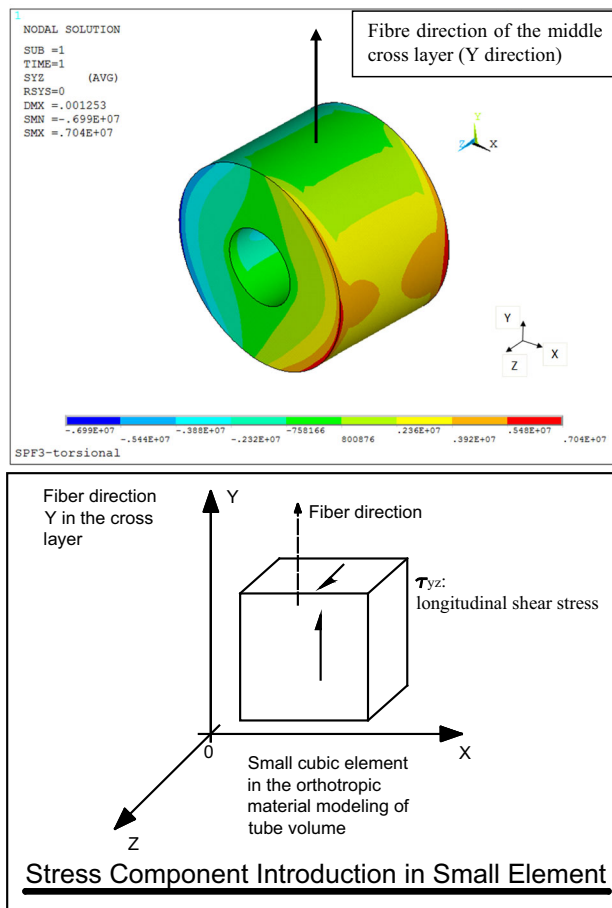 1
NODAL SOLUTION
SUB =1
TIME=1
SYZ (AVG)
RSYS=0
DMX =.001253
SMN =-.699E+07
SMX =.704E+07
Fibre direction of the middle
cross layer (Y direction)
Y
Z X
Y
X
Z
-.699E+07 -.388E+07 -758166 .236E+07 .548E+07
-.544E+07 -.232E+07 800876 .392E+07 .704E+07
SPF3-torsional
Fiber direction
Y in the cross
layer
Y
Fiber direction
τyz:
longitudinal shear stress
0
X
Small cubic element
in the orthotropic
material modeling of
tube volume
Z
Stress Component Introduction in Small Element